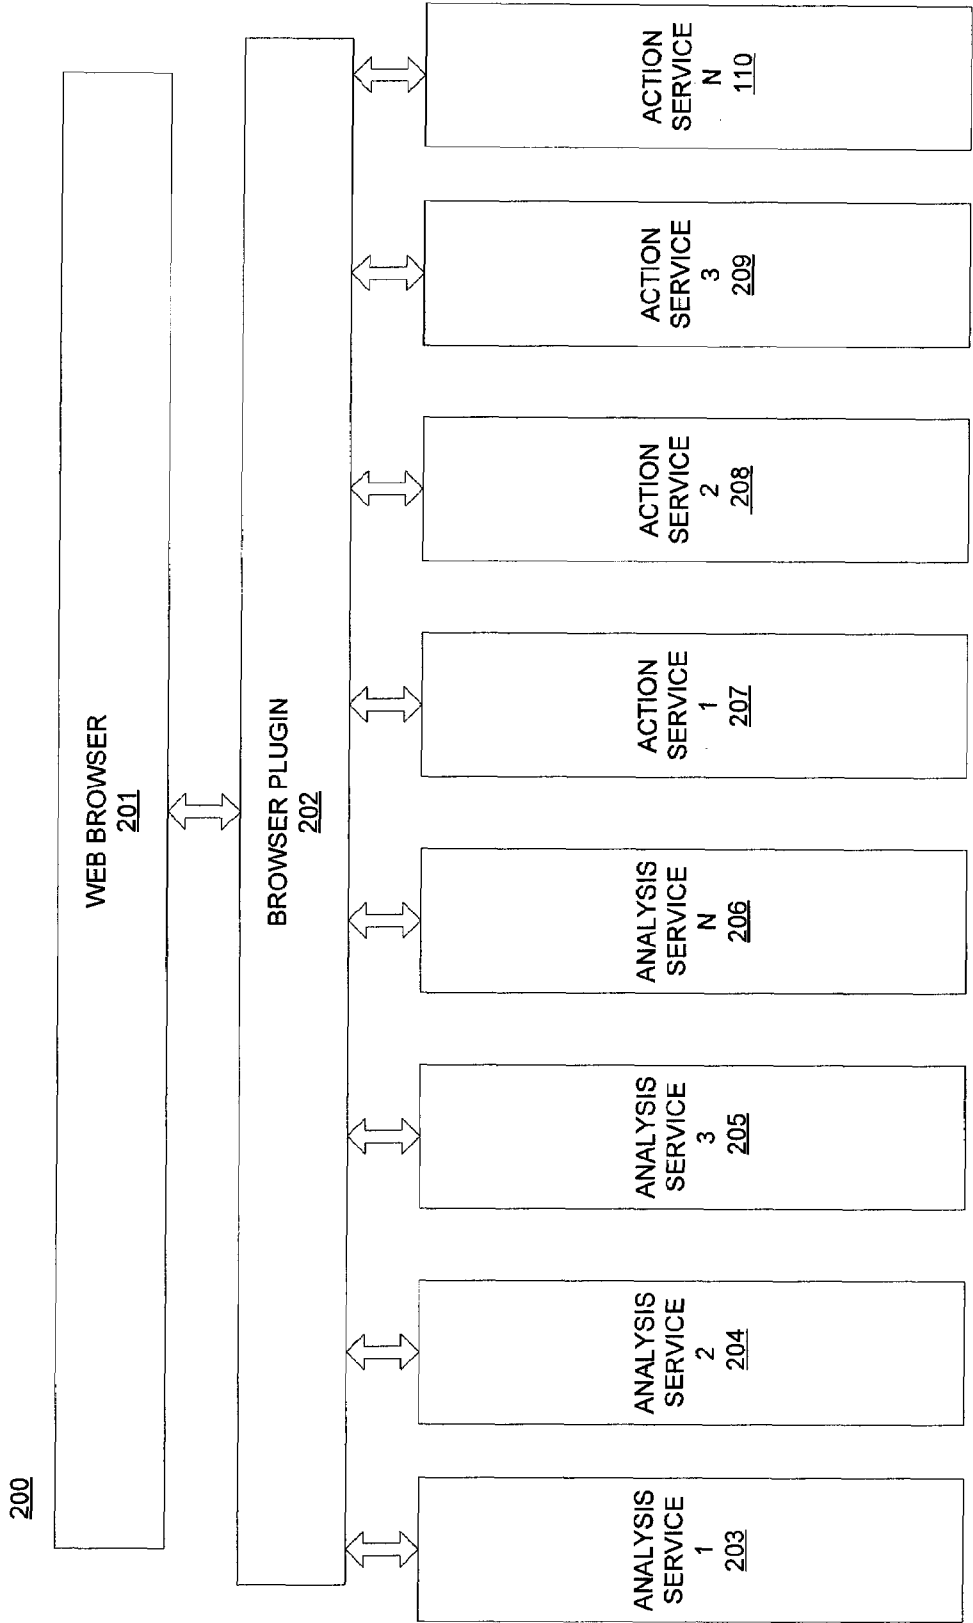 200
WEB BROWSER
201
BROWSER PLUGIN
202
ANALYSIS
SERVICE
1
203
ANALYSIS
SERVICE
2
204
ANALYSIS
SERVICE
3
205
ANALYSIS
SERVICE
N
206
ACTION
SERVICE
1
207
ACTION
SERVICE
2
208
ACTION
SERVICE
3
209
ACTION
SERVICE
N
110